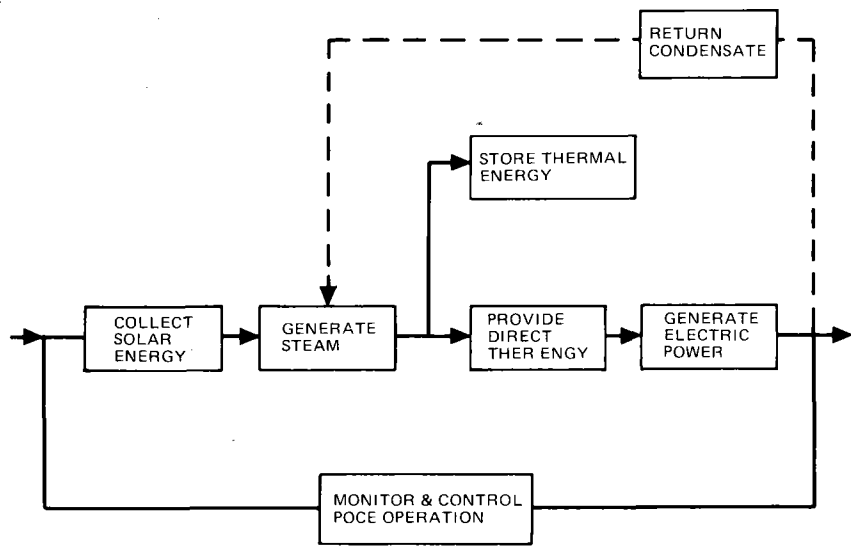 RETURN
CONDENSATE
STORE THERMAL
ENERGY
COLLECT
SOLAR
ENERGY
GENERATE
STEAM
PROVIDE
DIRECT
THER ENGY
GENERATE
ELECTRIC
POWER
MONITOR & CONTROL
POCE OPERATION